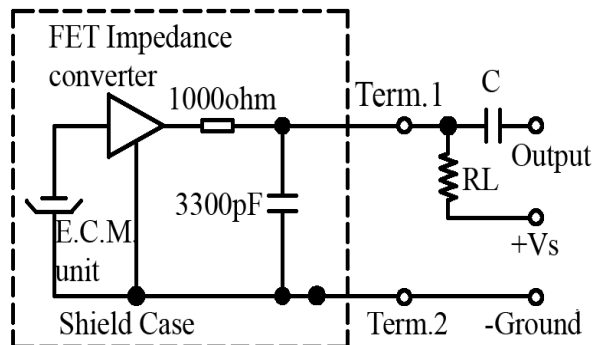 FET Impedance
converter
1000ohm
Term.1
C
Output
RL
3300pF
+Vs
E.C.M.
unit
Shield Case
Term.2
-Ground